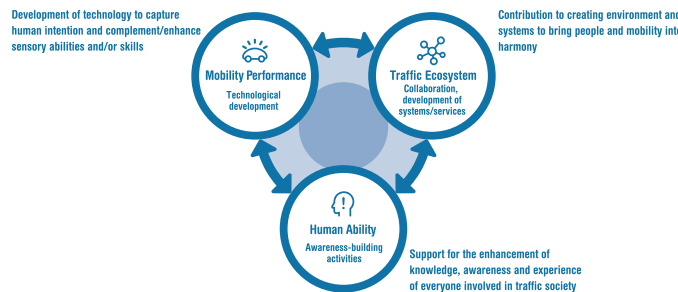 Development of technology to capture
human intention and complement/enhance
sensory abilities and/or skills
Contribution to creating environment and
systems to bring people and mobility into
harmony
Mobility Performance
Technological
development
Traffic Ecosystem
Collaboration,
development of
systems/services
Human Ability
Awareness-building
activities
Support for the enhancement of
knowledge, awareness and experience
of everyone involved in traffic society